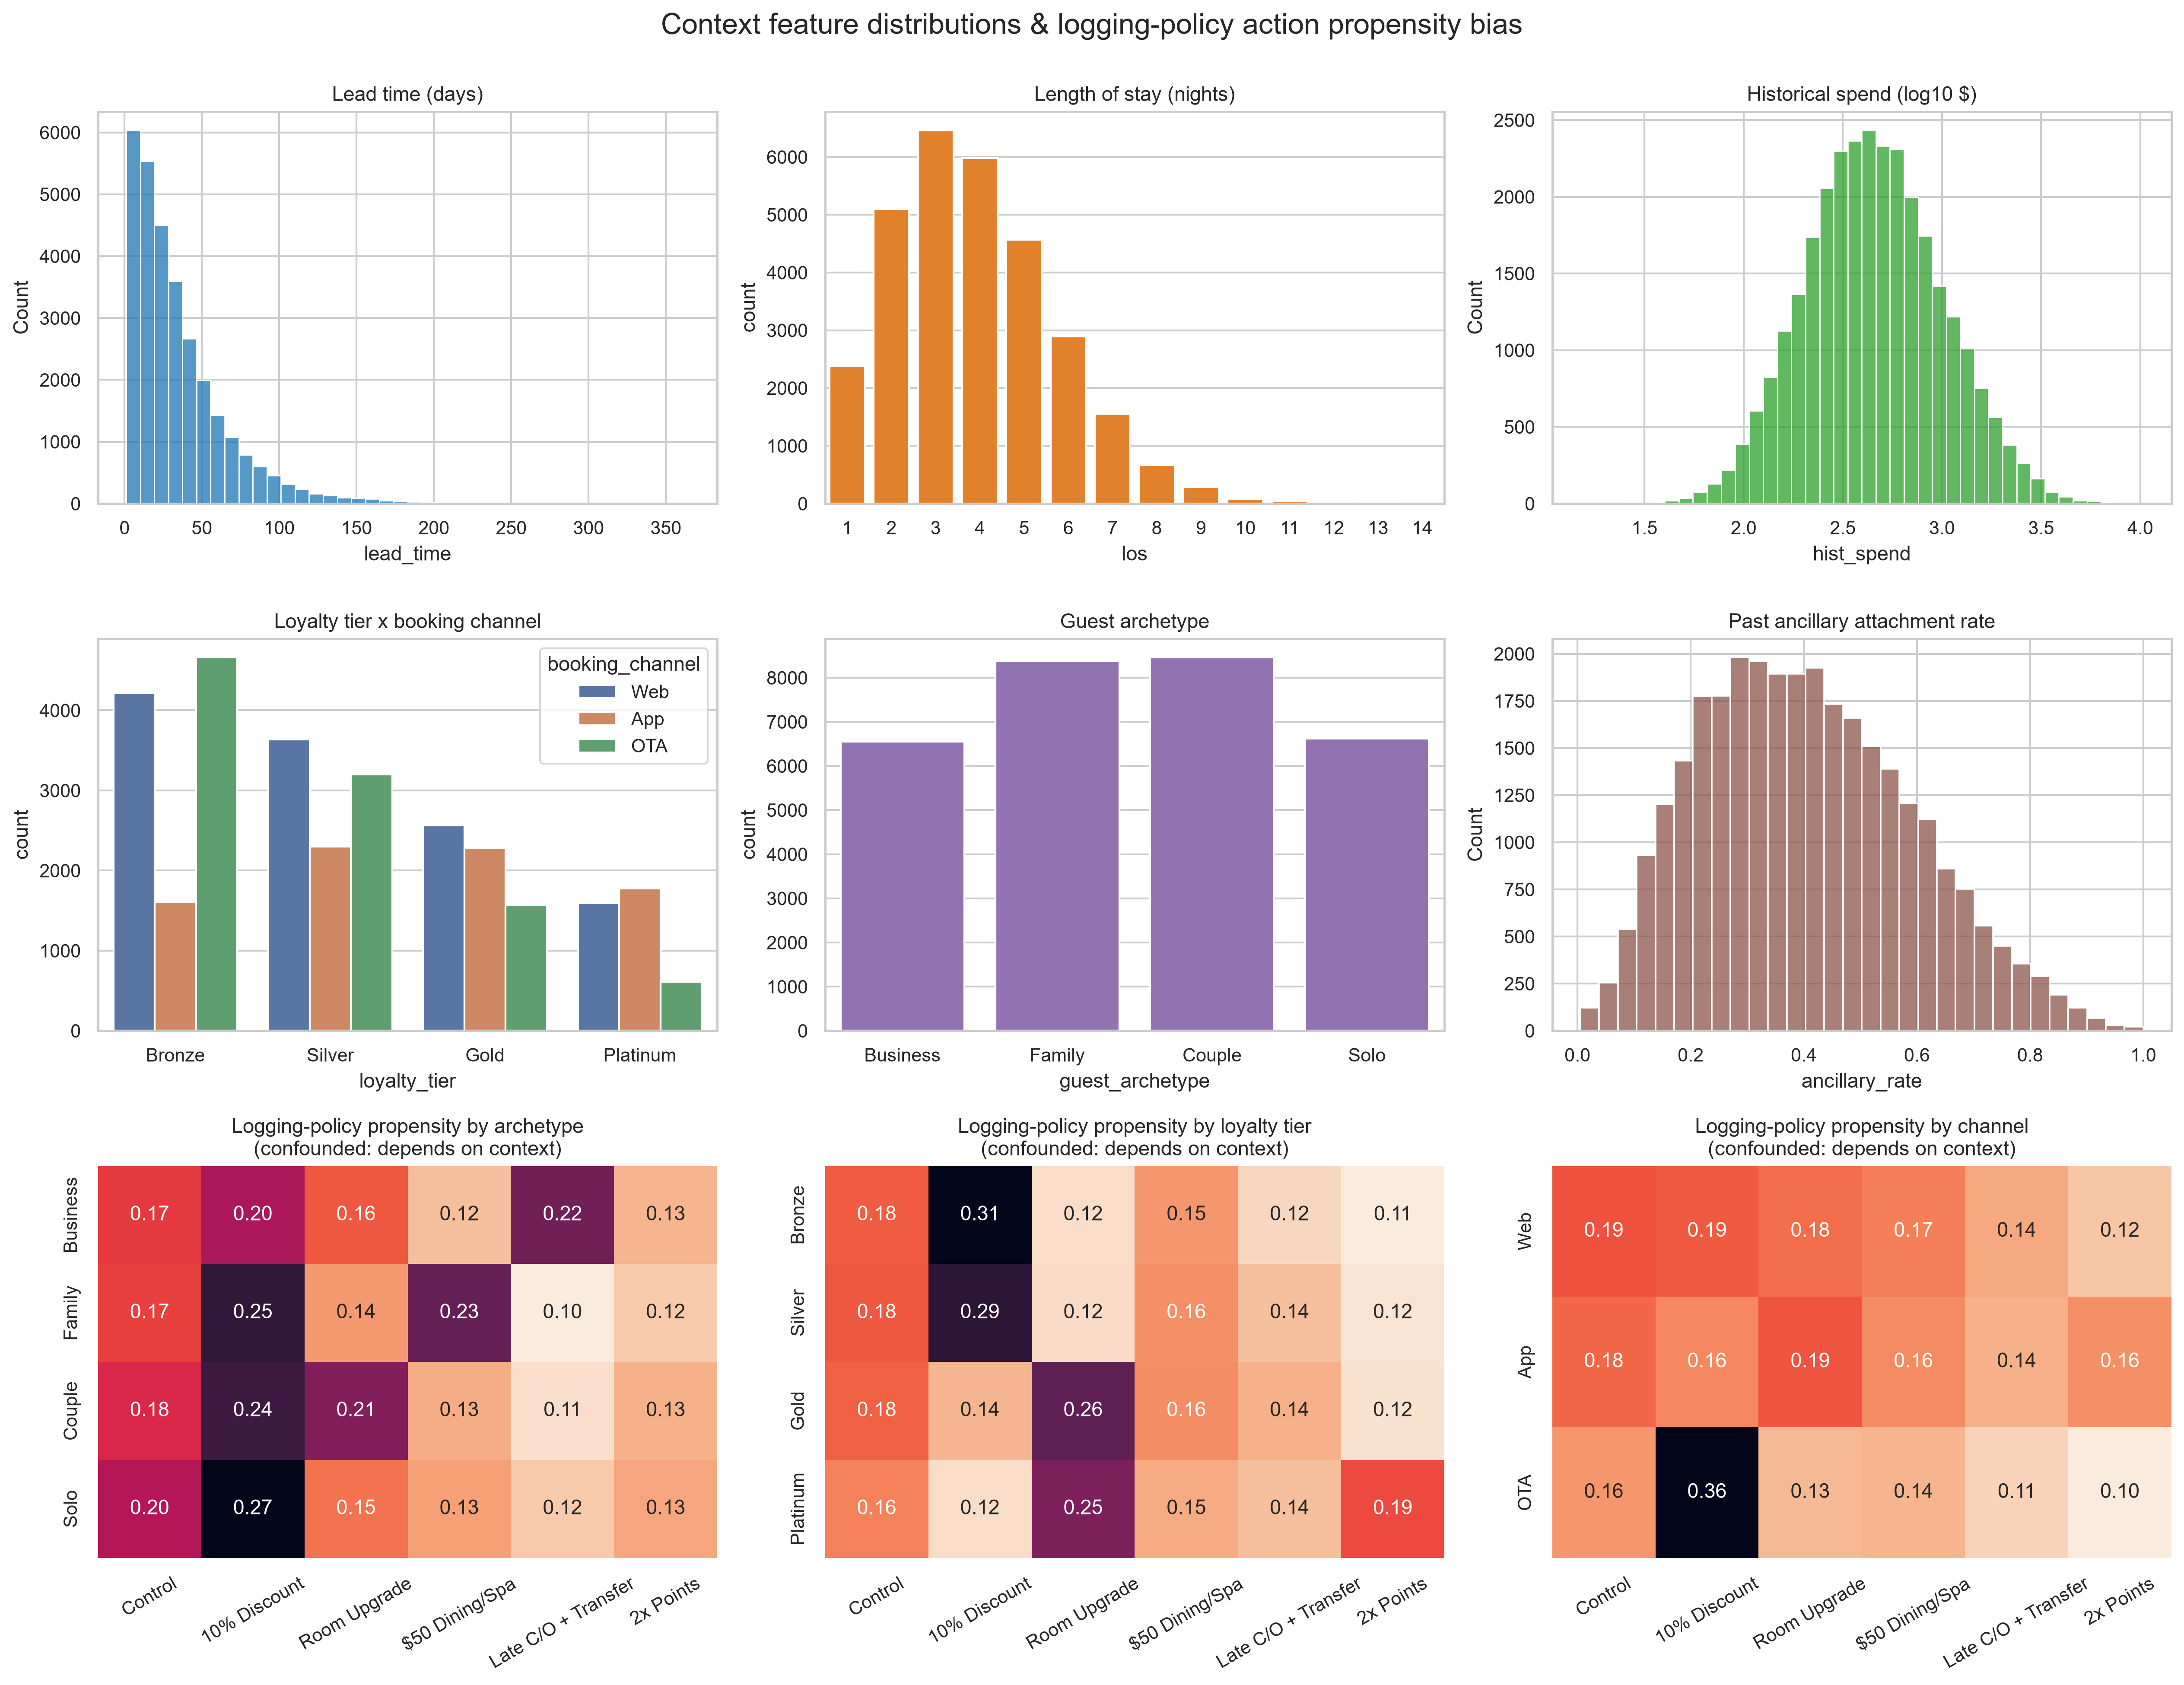 Context feature distributions & logging-policy action propensity bias
Lead time (days)
Count
6000
5000
4000
3000
2000
1000
0
0 50 100 150 200 250 300 350
lead_time
Length of stay (nights)
count
6000
5000
4000
3000
2000
1000
0
1 2 3 4 5 6 7 8 9 10 11 12 13 14
los
Historical spend (log10 $)
Count
2500
2000
1500
1000
500
0
1.5 2.0 2.5 3.0 3.5 4.0
hist_spend
Loyalty tier x booking channel
count
4000
3000
2000
1000
0
booking_channel
Web
App
OTA
Bronze Silver Gold Platinum
loyalty_tier
Guest archetype
count
8000
7000
6000
5000
4000
3000
2000
1000
0
Business Family Couple Solo
guest_archetype
Past ancillary attachment rate
Count
2000
1750
1500
1250
1000
750
500
250
0
0.0 0.2 0.4 0.6 0.8 1.0
ancillary_rate
Logging-policy propensity by archetype
(confounded: depends on context)
Business 0.17 0.20 0.16 0.12 0.22 0.13
Family 0.17 0.25 0.14 0.23 0.10 0.12
Couple 0.18 0.24 0.21 0.13 0.11 0.13
Solo 0.20 0.27 0.15 0.13 0.12 0.13
Control 10% Discount Room Upgrade $50 Dining/Spa Late C/O + Transfer 2x Points
Logging-policy propensity by loyalty tier
(confounded: depends on context)
Bronze 0.18 0.31 0.12 0.15 0.12 0.11
Silver 0.18 0.29 0.12 0.16 0.14 0.12
Gold 0.18 0.14 0.26 0.16 0.14 0.12
Platinum 0.16 0.12 0.25 0.15 0.14 0.19
Control 10% Discount Room Upgrade $50 Dining/Spa Late C/O + Transfer 2x Points
Logging-policy propensity by channel
(confounded: depends on context)
Web 0.19 0.19 0.18 0.17 0.14 0.12
App 0.18 0.16 0.19 0.16 0.14 0.16
OTA 0.16 0.36 0.13 0.14 0.11 0.10
Control 10% Discount Room Upgrade $50 Dining/Spa Late C/O + Transfer 2x Points